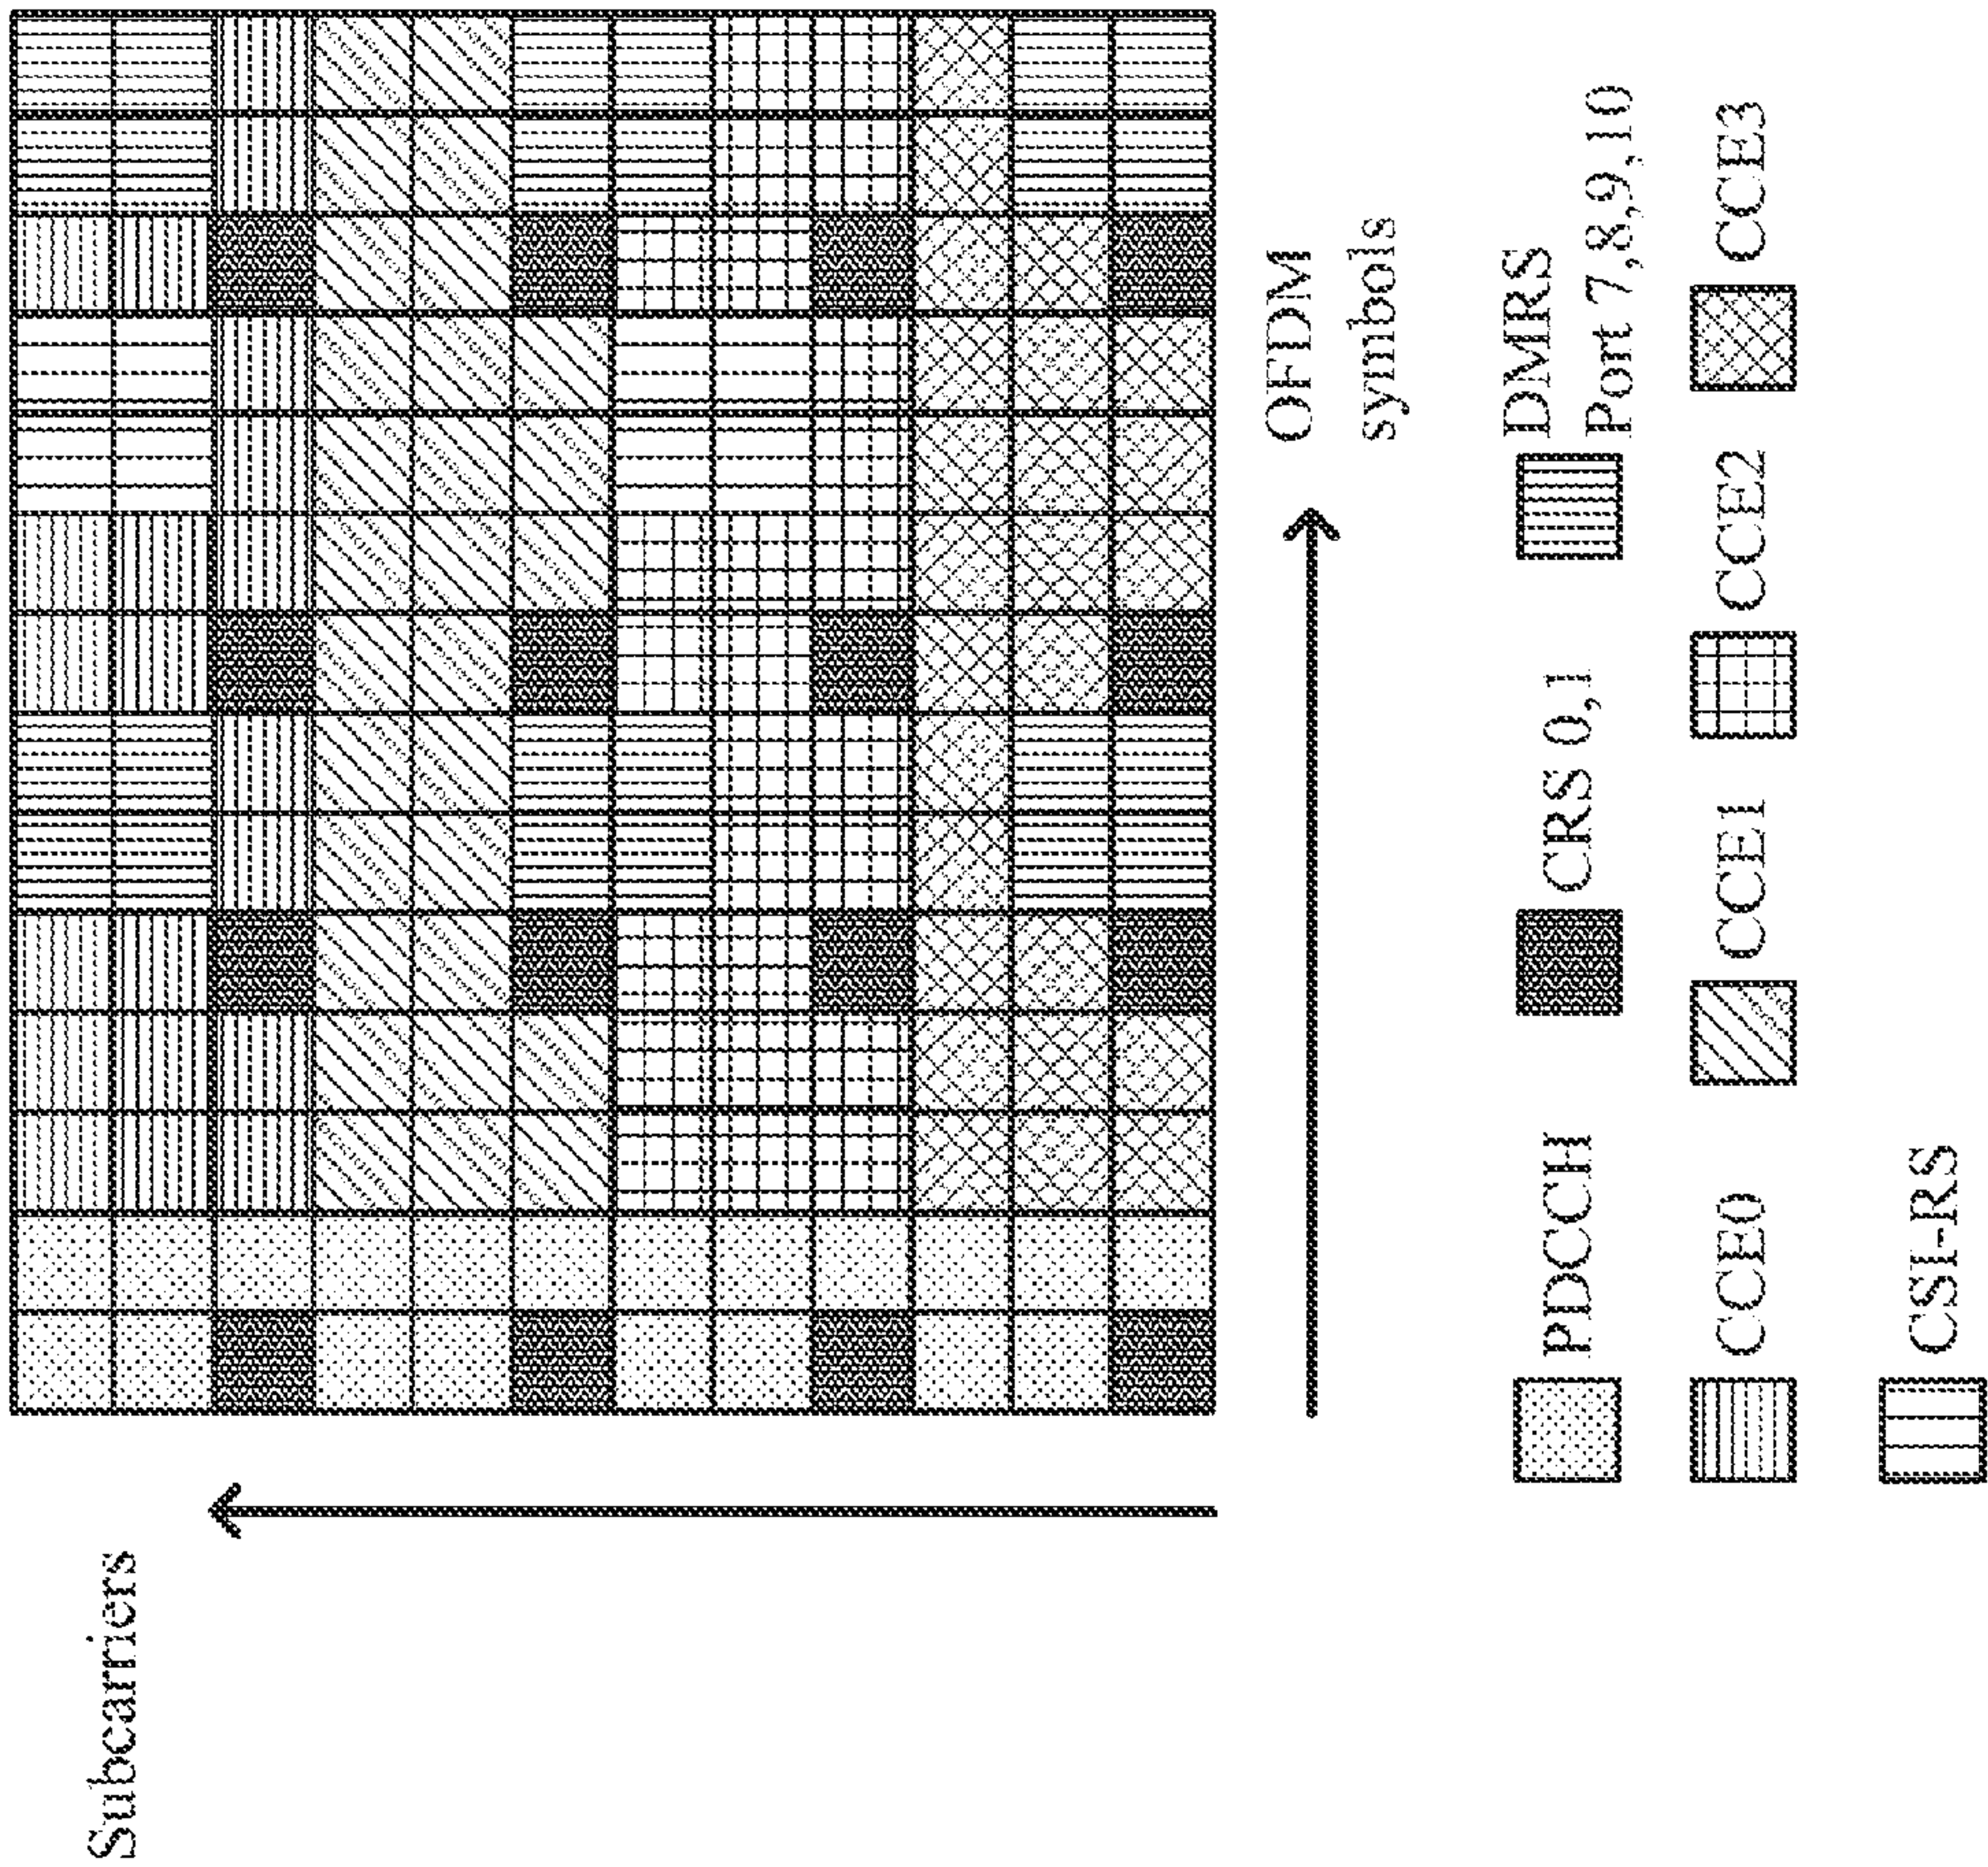 Subcarriers
OFDM
symbols
PDCCH
CRS 0,1
DMRS
Port 7,8,9,10
CCE0
CCE1
CCE2
CCE3
CSI-RS